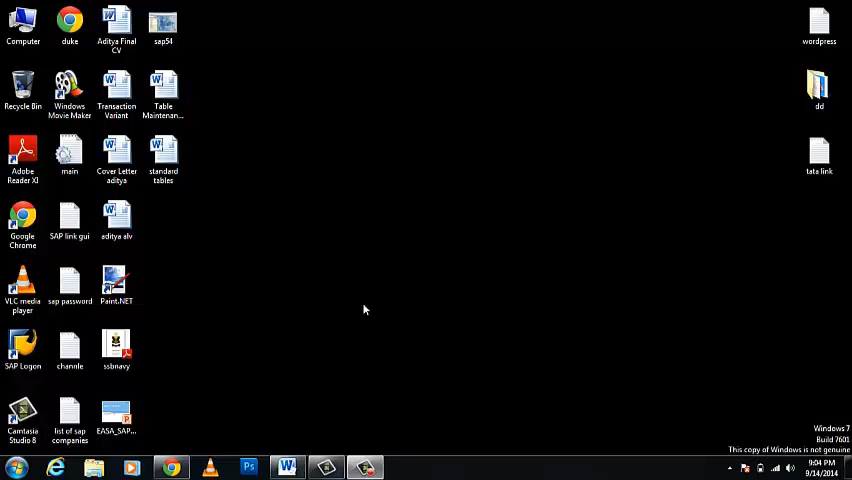 Computer
duke
Aditya Final
CV
sap54
wordpress
Recycle Bin
Windows
Movie Maker
Transaction
Variant
Table
Maintenan...
dd
Adobe
Reader XI
main
Cover Letter
aditya
standard
tables
tata link
Google
Chrome
SAP link gui
aditya alv
VLC media
player
sap password
Paint.NET
SAP Logon
channle
ssbnavy
Camtasia
Studio 8
list of sap
companies
EASA_SAP...
Windows 7
Build 7601
This copy of Windows is not genuine
9:04 PM
9/14/2014